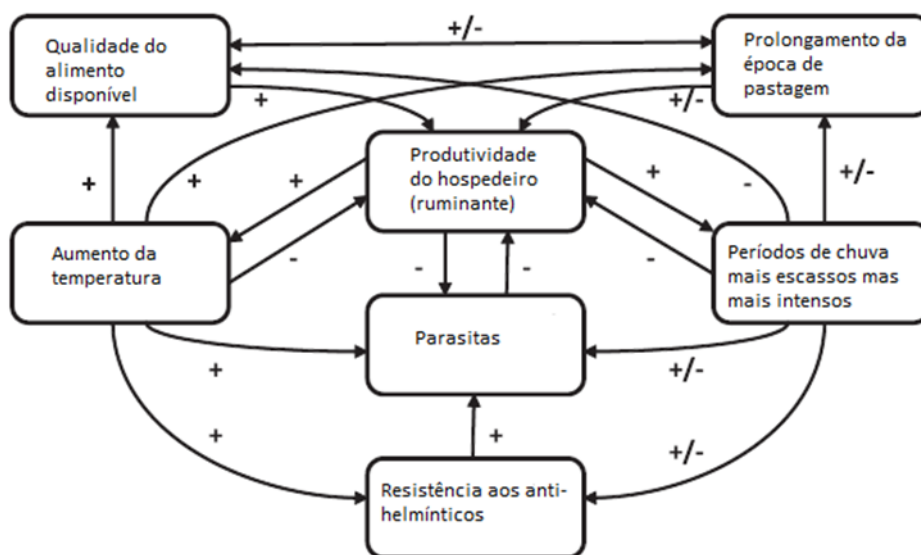 Qualidade do
alimento
disponível
+/-
Prolongamento da
época de
pastagem
+
+/-
Produtividade
do hospedeiro
(ruminante)
+
+
+
+
-
+/-
Aumento da
temperatura
-
-
-
-
Períodos de chuva
mais escassos mas
mais intensos
Parasitas
+
+/-
+
+
+/-
Resistência aos anti-
helmínticos